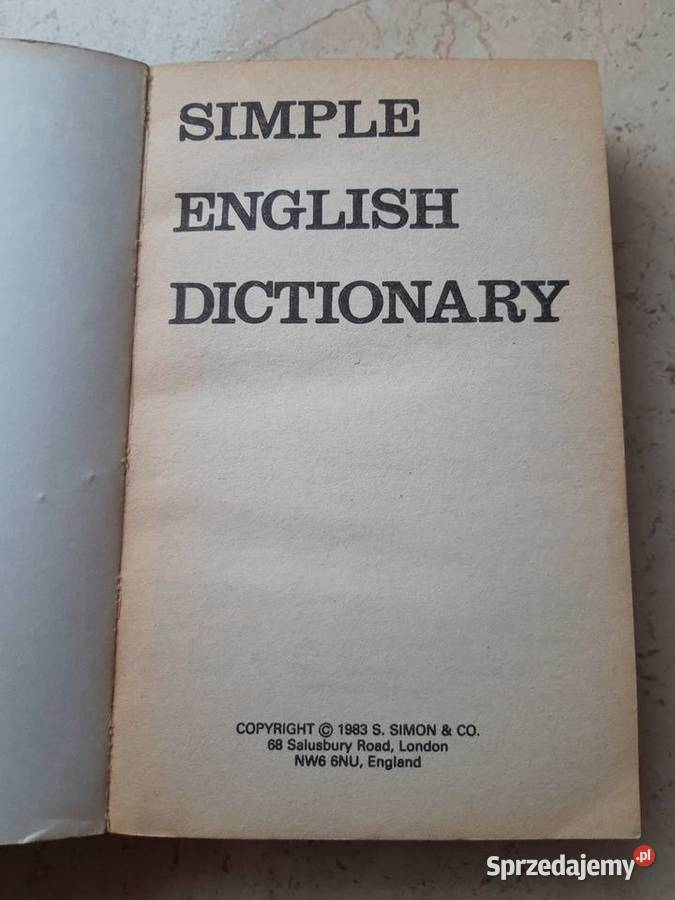 SIMPLE
ENGLISH
DICTIONARY
COPYRIGHT © 1983 S. SIMON & CO.
68 Salusbury Road, London
NW6 6NU, England
Sprzedajemy.pl